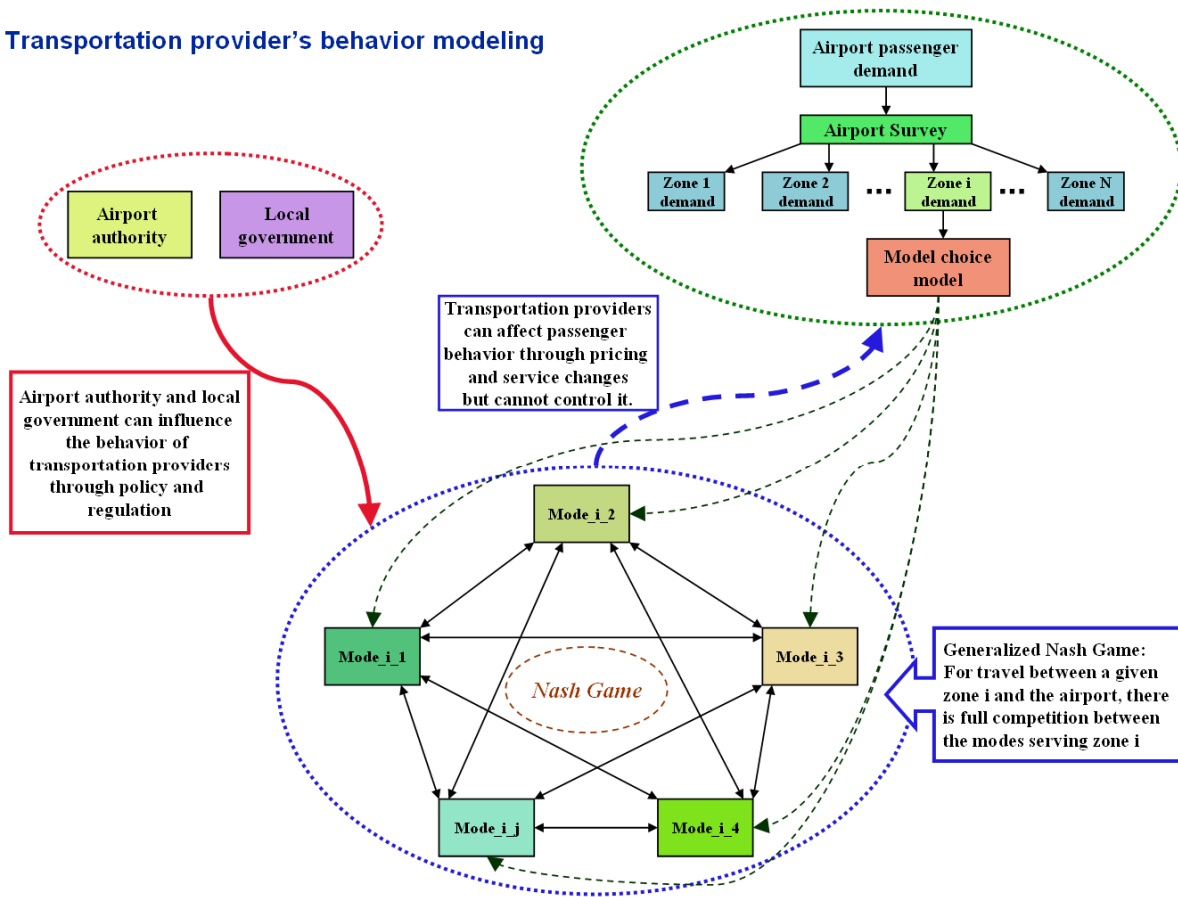 Transportation provider's behavior modeling
Airport passenger
demand
Airport Survey
Zone 1
demand
Zone 2
demand
...
Zone i
demand
...
Zone N
demand
Model choice
model
Airport
authority
Local
government
Transportation providers
can affect passenger
behavior through pricing
and service changes
but cannot control it.
Airport authority and local
government can influence
the behavior of
transportation providers
through policy and
regulation
Mode_i_2
Mode_i_1
Mode_i_3
Nash Game
Generalized Nash Game:
For travel between a given
zone i and the airport, there
is full competition between
the modes serving zone i
Mode_i_j
Mode_i_4